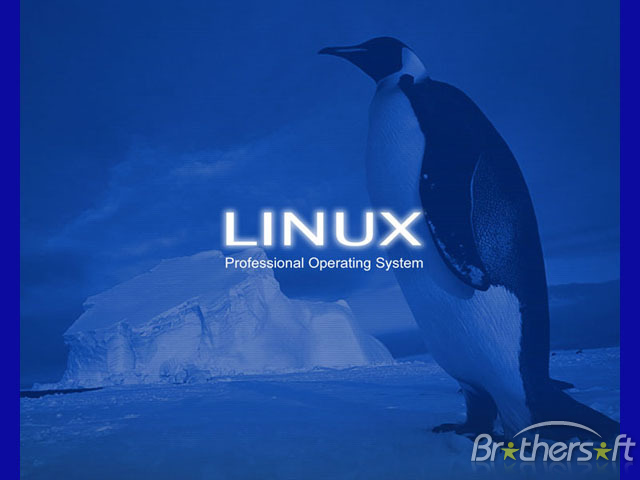 LINUX
Professional Operating System
Brothersoft